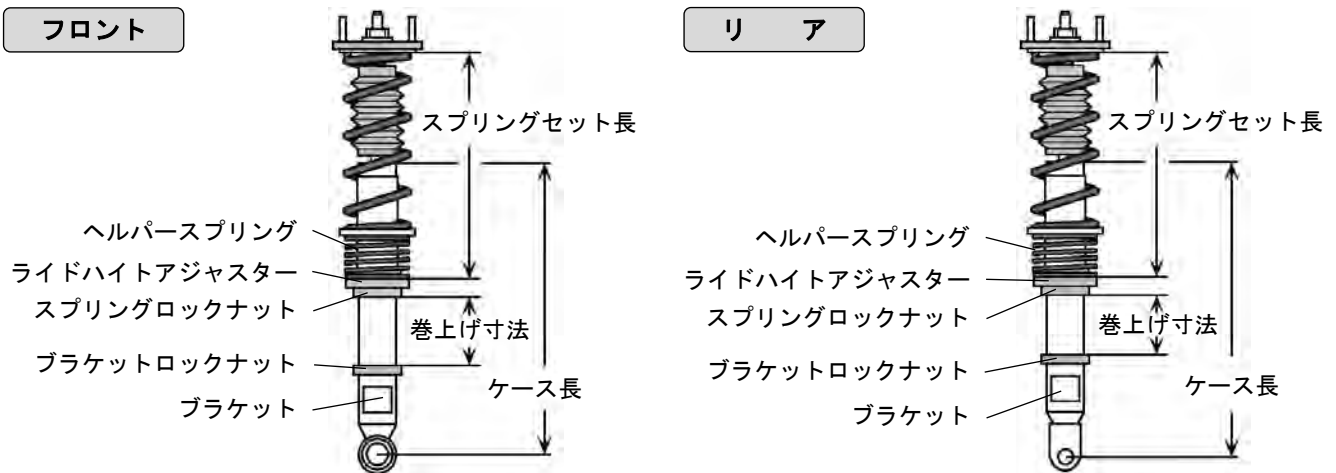 フロント
スプリングセット長
ヘルパースプリング
ライドハイトアジャスター
スプリングロックナット
巻上げ寸法
ブラケットロックナット
ケース長
ブラケット
リ ア
スプリングセット長
ヘルパースプリング
ライドハイトアジャスター
スプリングロックナット
巻上げ寸法
ブラケットロックナット
ケース長
ブラケット